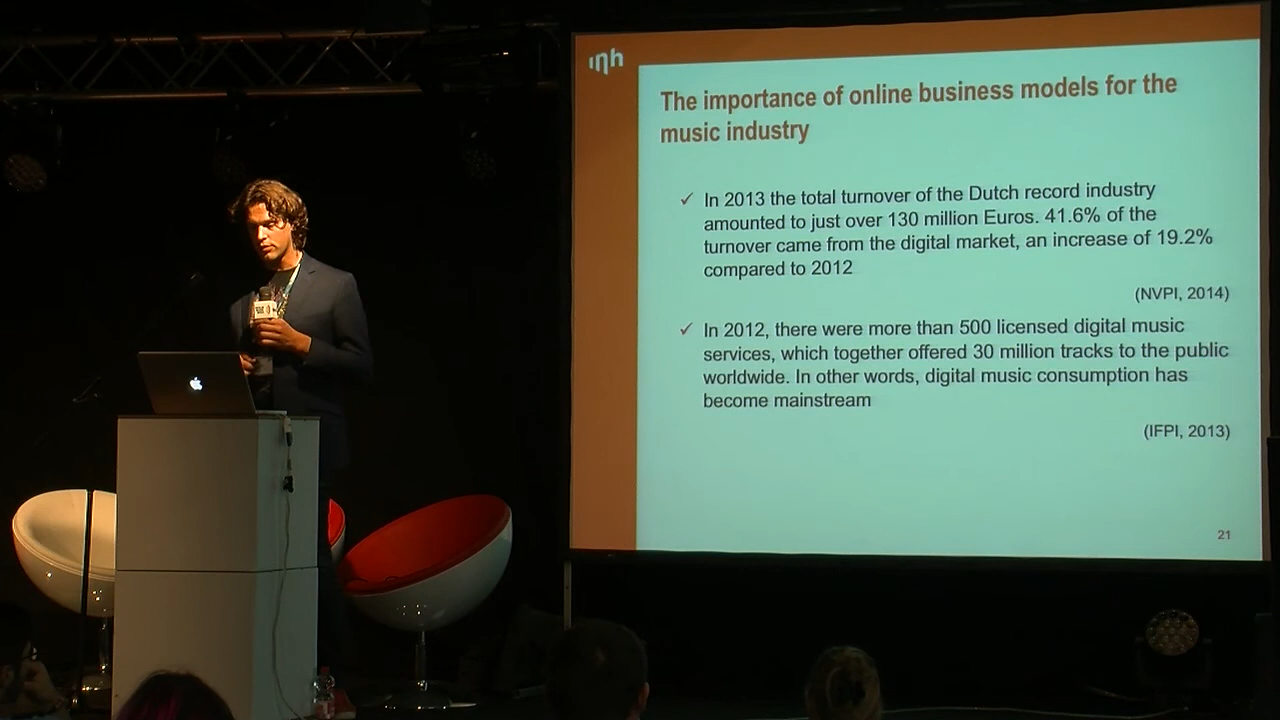 ınh
The importance of online business models for the
music industry
✓ In 2013 the total turnover of the Dutch record industry
amounted to just over 130 million Euros. 41.6% of the
turnover came from the digital market, an increase of 19.2%
compared to 2012
(NVPI, 2014)
✓ In 2012, there were more than 500 licensed digital music
services, which together offered 30 million tracks to the public
worldwide. In other words, digital music consumption has
become mainstream
(IFPI, 2013)
21